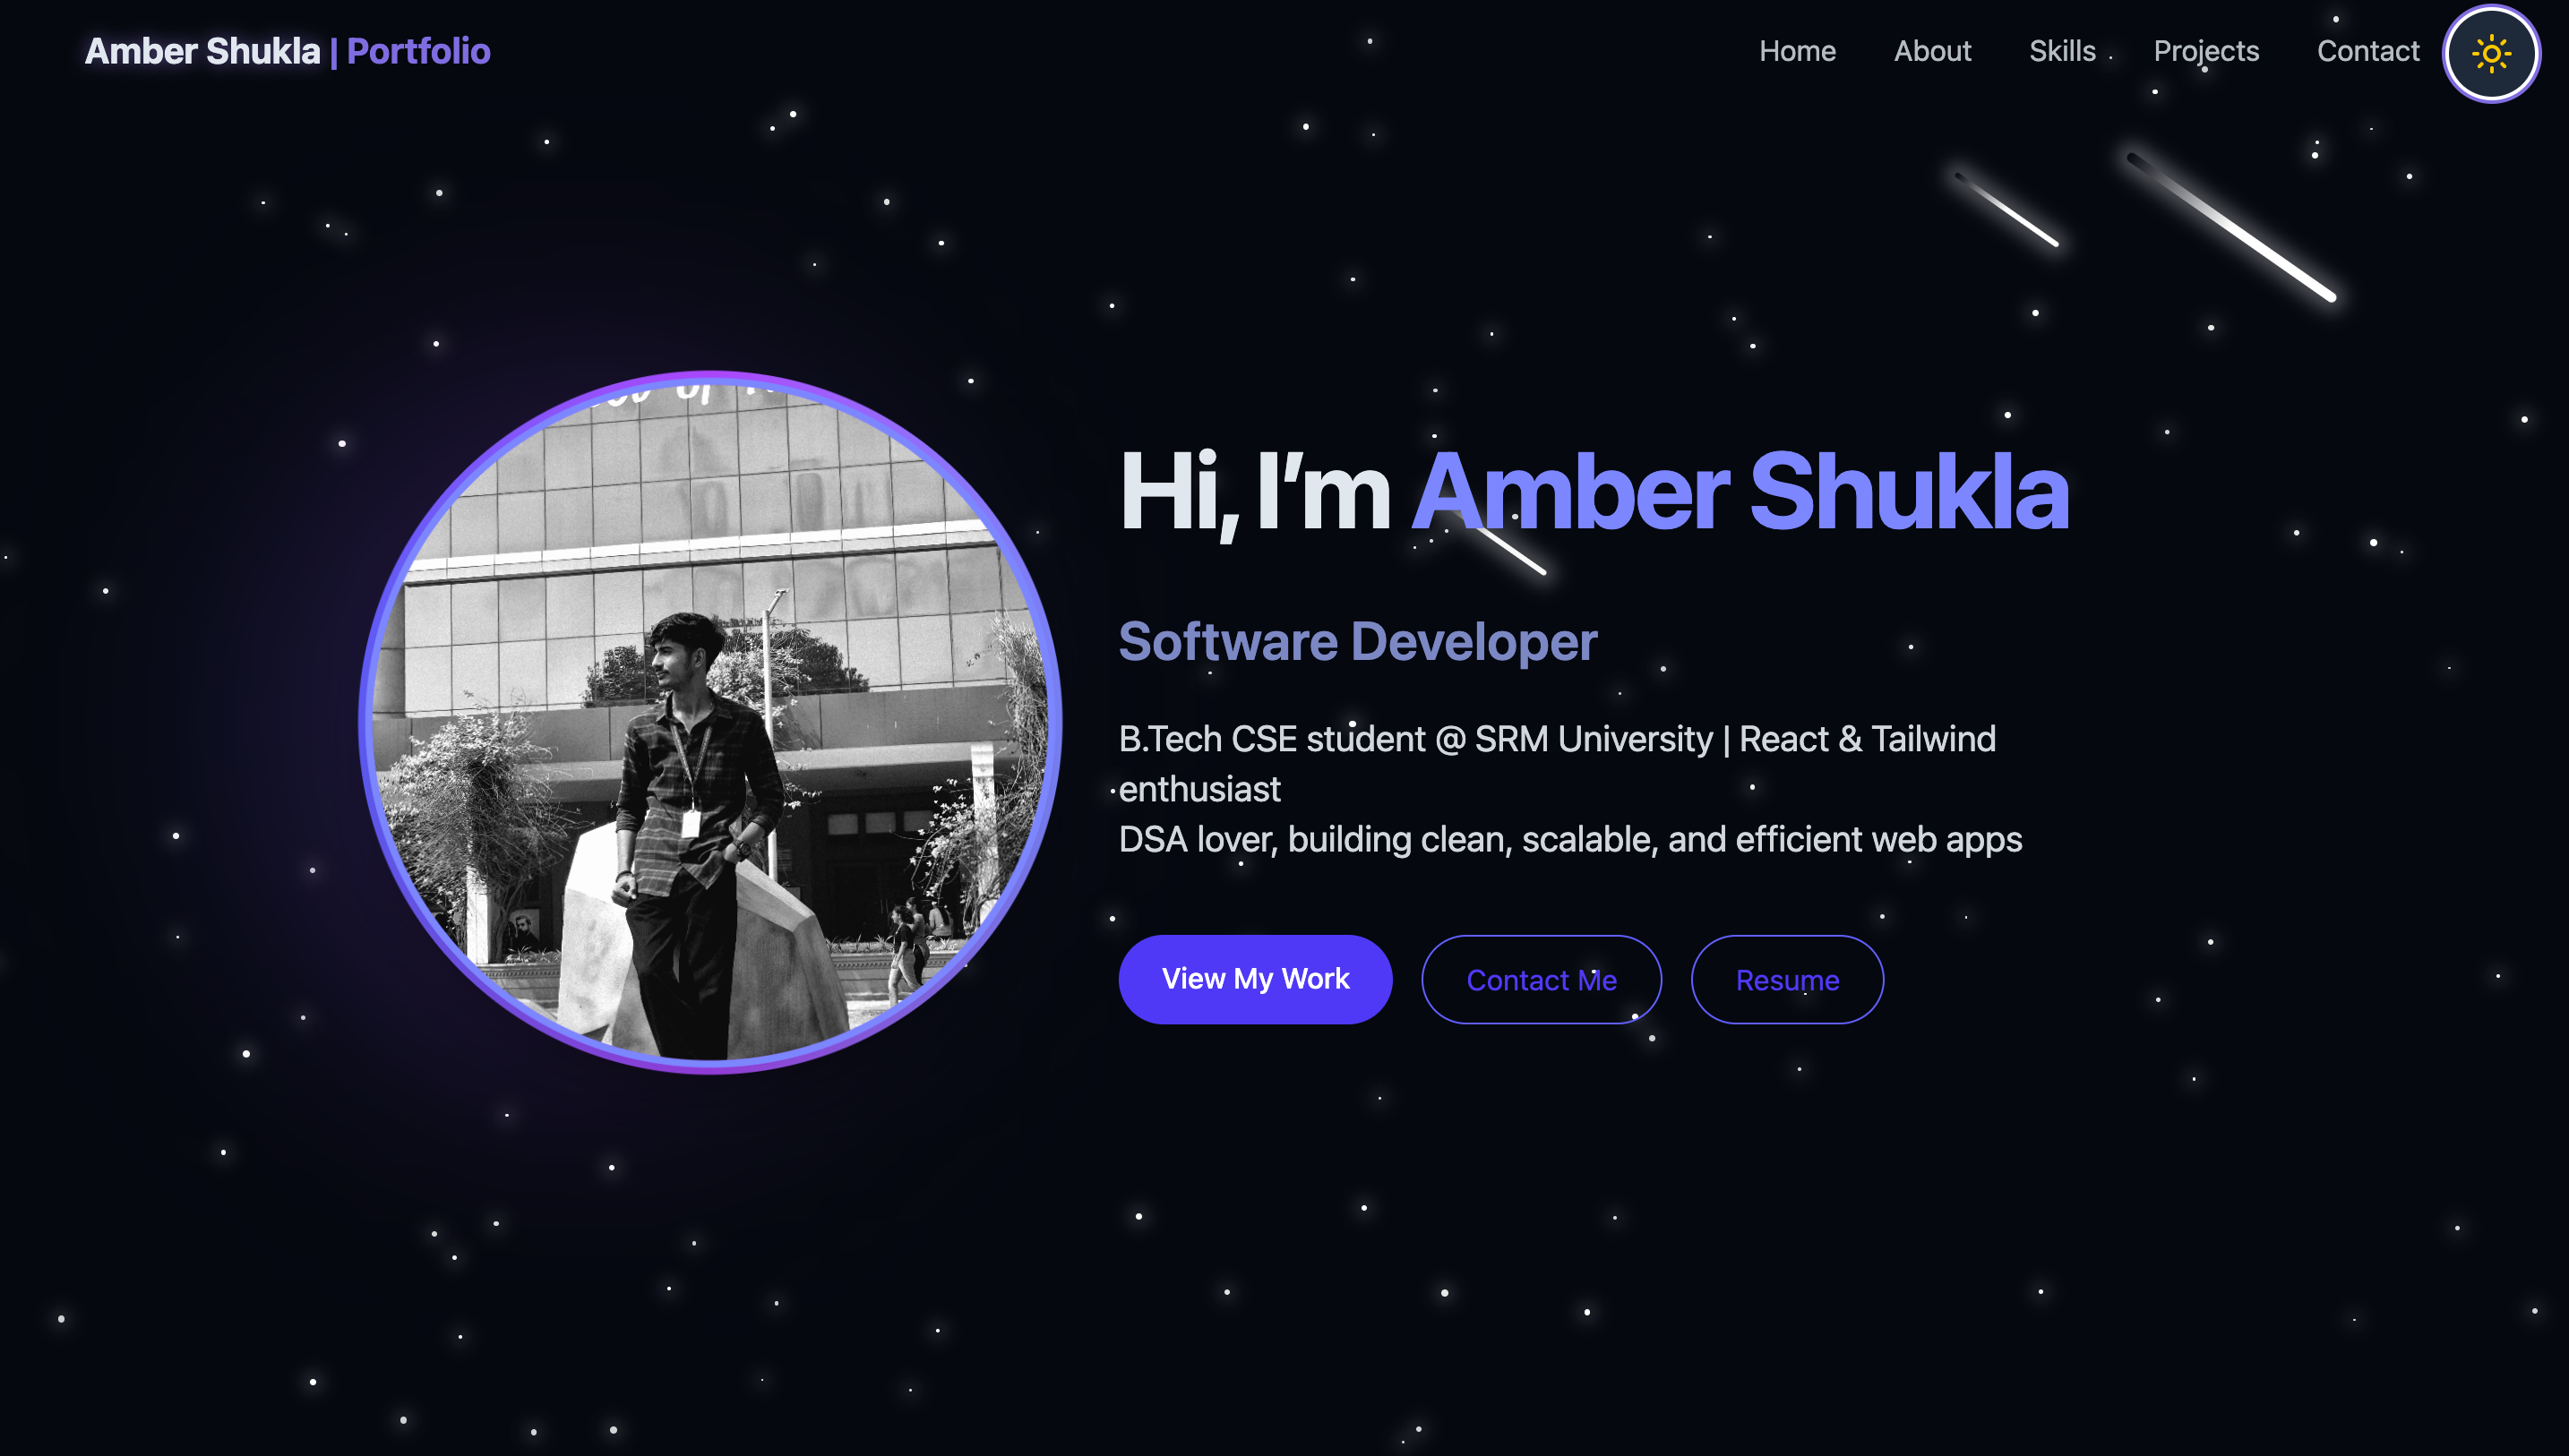 Amber Shukla | Portfolio
Home About Skills Projects Contact
Hi, I’m Amber Shukla
Software Developer
B.Tech CSE student @ SRM University | React & Tailwind
enthusiast
DSA lover, building clean, scalable, and efficient web apps
View My Work Contact Me Resume